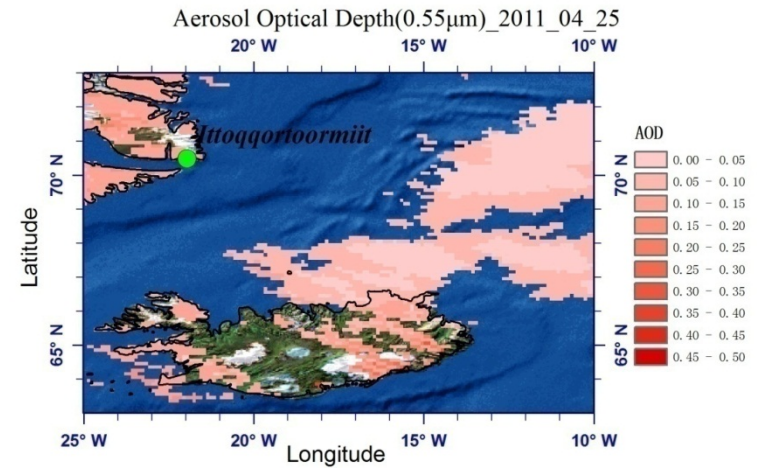 Aerosol Optical Depth(0.55μm)_2011_04_25
20° W 15° W 10° W
Ittoqqortoormiit
70° N 70° N
65° N 65° N
Latitude
25° W 20° W 15° W 10° W
Longitude
AOD
0.00 - 0.05
0.05 - 0.10
0.10 - 0.15
0.15 - 0.20
0.20 - 0.25
0.25 - 0.30
0.30 - 0.35
0.35 - 0.40
0.40 - 0.45
0.45 - 0.50